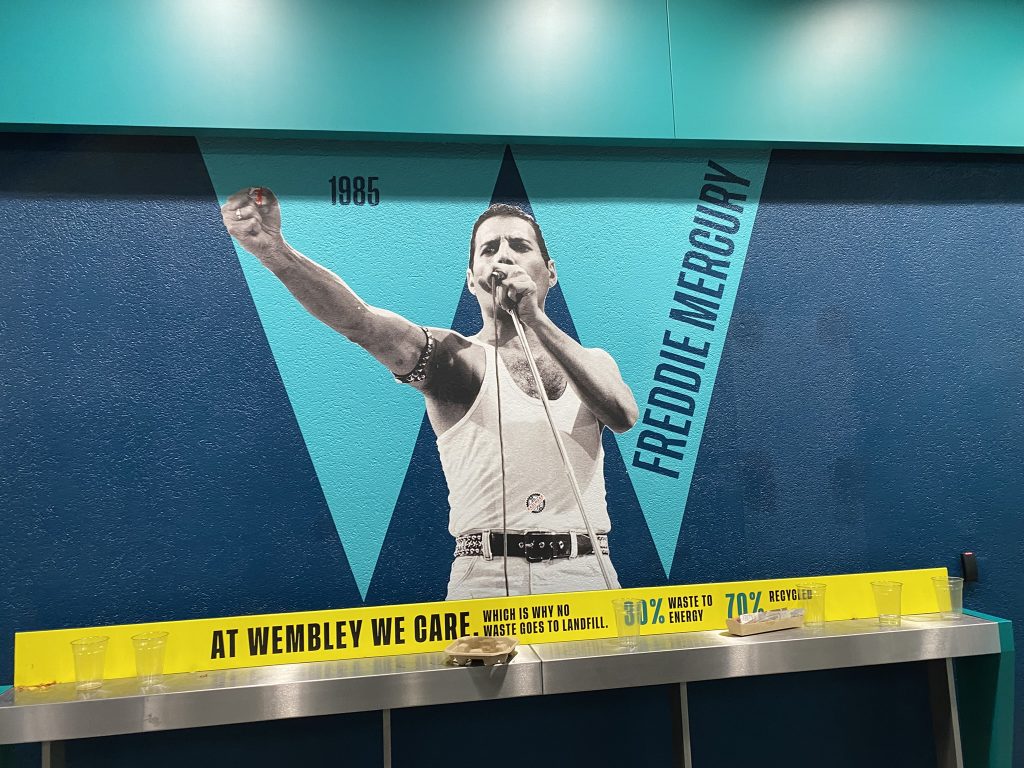 1985
FREDDIE MERCURY
AT WEMBLEY WE CARE.
WHICH IS WHY NO
WASTE GOES TO LANDFILL.
30%
WASTE TO
ENERGY
70%
RECYCLED